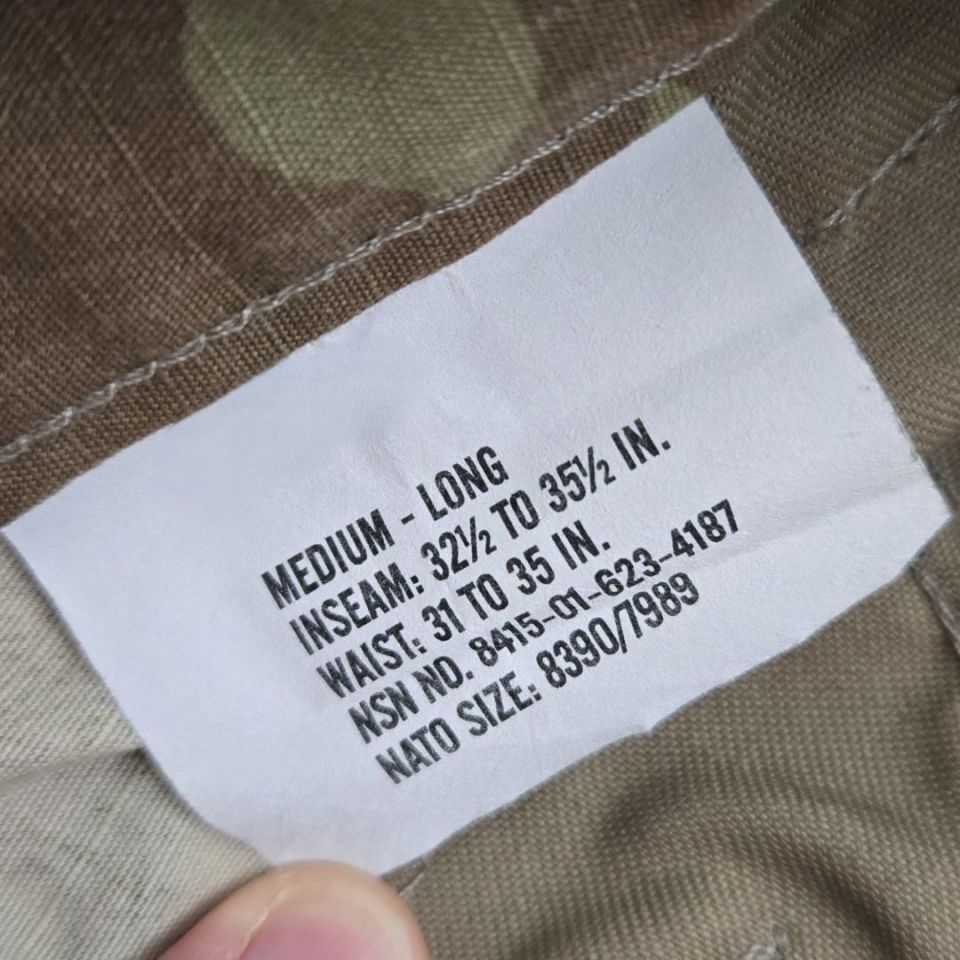 MEDIUM - LONG
INSEAM: 32½ TO 35½ IN.
WAIST: 31 TO 35 IN.
NSN NO. 8415-01-623-4187
NATO SIZE: 8390/7989